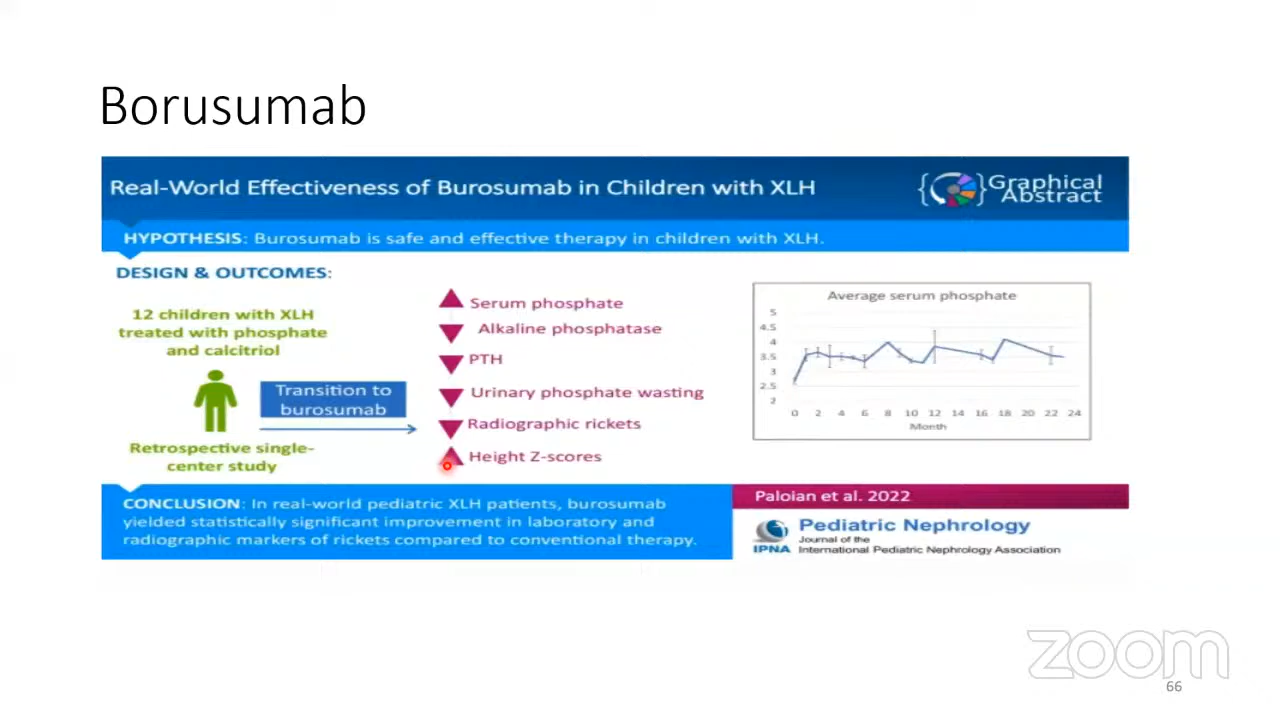 Borusumab
Real-World Effectiveness of Burosumab in Children with XLH
{ } Graphical
Abstract
HYPOTHESIS: Burosumab is safe and effective therapy in children with XLH.
DESIGN & OUTCOMES:
12 children with XLH
treated with phosphate
and calcitriol
Transition to
burosumab
Retrospective single-
center study
Serum phosphate
Alkaline phosphatase
PTH
Urinary phosphate wasting
Radiographic rickets
Height Z-scores
Average serum phosphate
5
4.5
4
3.5
3
2.5
2
0 2 4 6 8 10 12 14 16 18 20 22 24
Month
CONCLUSION: In real-world pediatric XLH patients, burosumab
yielded statistically significant improvement in laboratory and
radiographic markers of rickets compared to conventional therapy.
Paloian et al. 2022
IPNA
Pediatric Nephrology
Journal of the
International Pediatric Nephrology Association
zoom
66